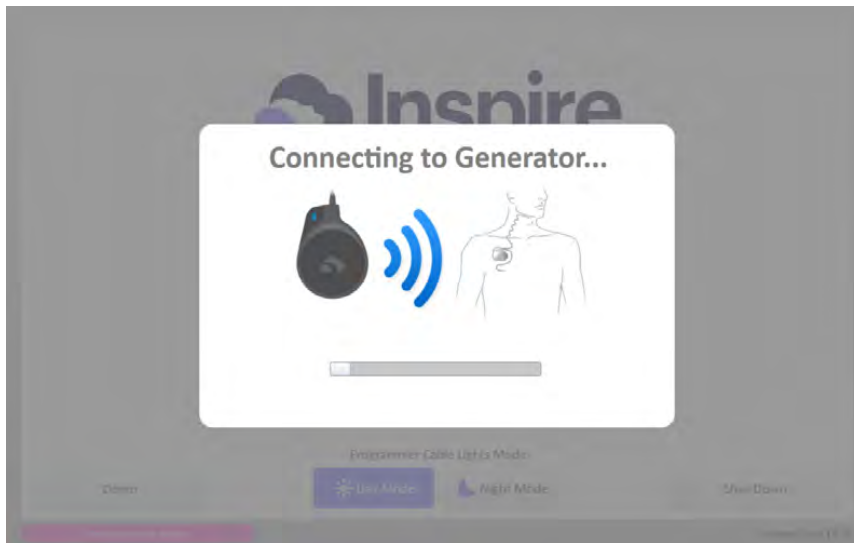 Inspire
Connecting to Generator...
Programmer Cable Lights Mode
Demo
Day Mode
Night Mode
Shut Down